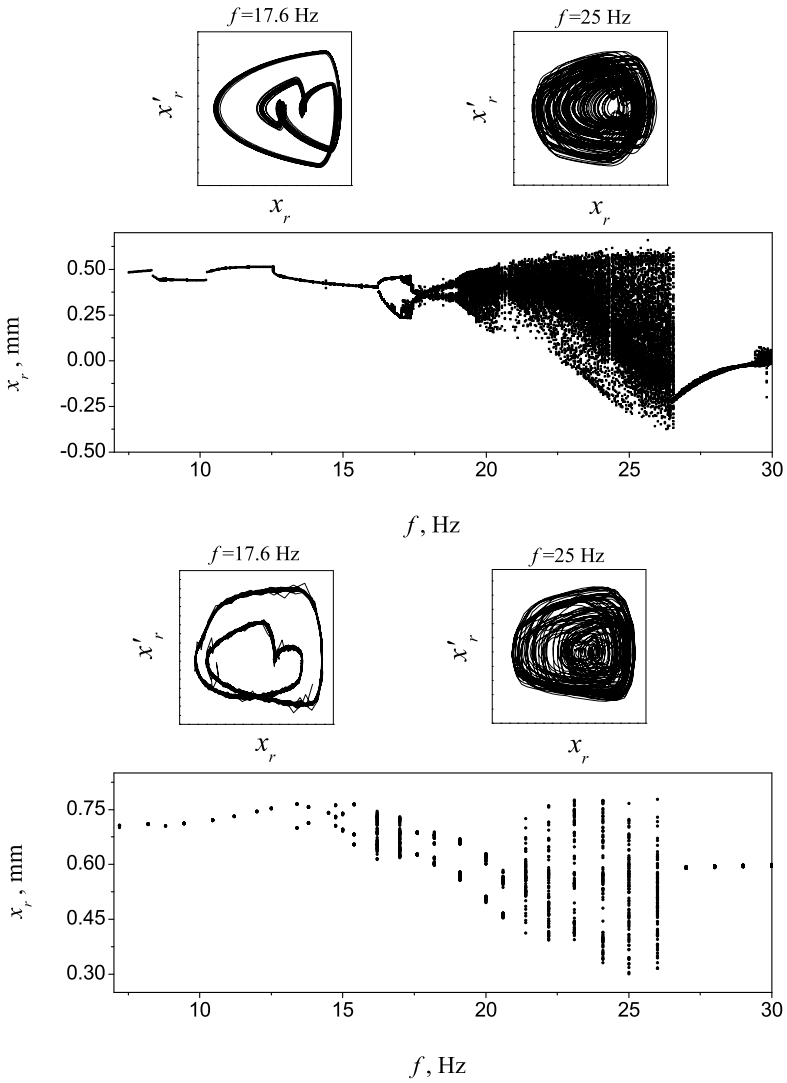 f=17.6 Hz f=25 Hz
x'r x'r
xr xr
0.50
0.25
0.00
-0.25
-0.50
xr, mm
10 15 20 25 30
f, Hz
f=17.6 Hz f=25 Hz
x'r x'r
xr xr
0.75
0.60
0.45
0.30
xr, mm
10 15 20 25 30
f, Hz